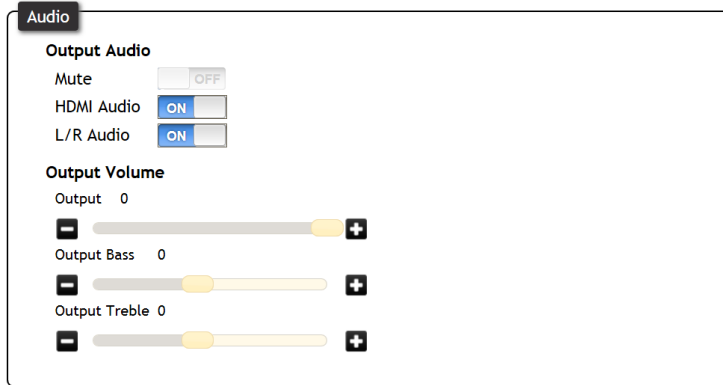 Audio
Output Audio
Mute OFF
HDMI Audio ON
L/R Audio ON
Output Volume
Output 0
Output Bass 0
Output Treble 0